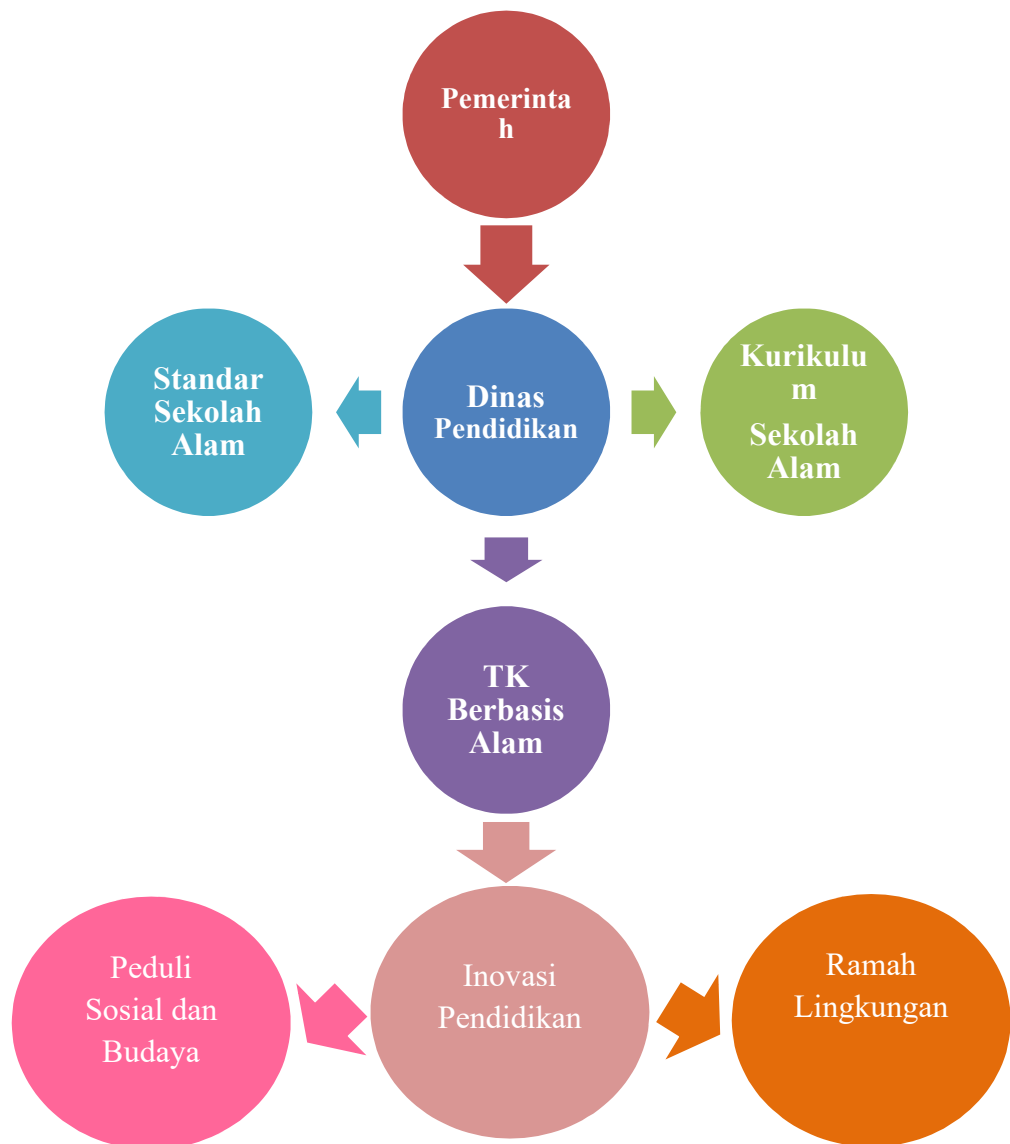 Pemerinta
h
Standar
Sekolah
Alam
Dinas
Pendidikan
Kurikulu
m
Sekolah
Alam
TK
Berbasis
Alam
Peduli
Sosial dan
Budaya
Inovasi
Pendidikan
Ramah
Lingkungan